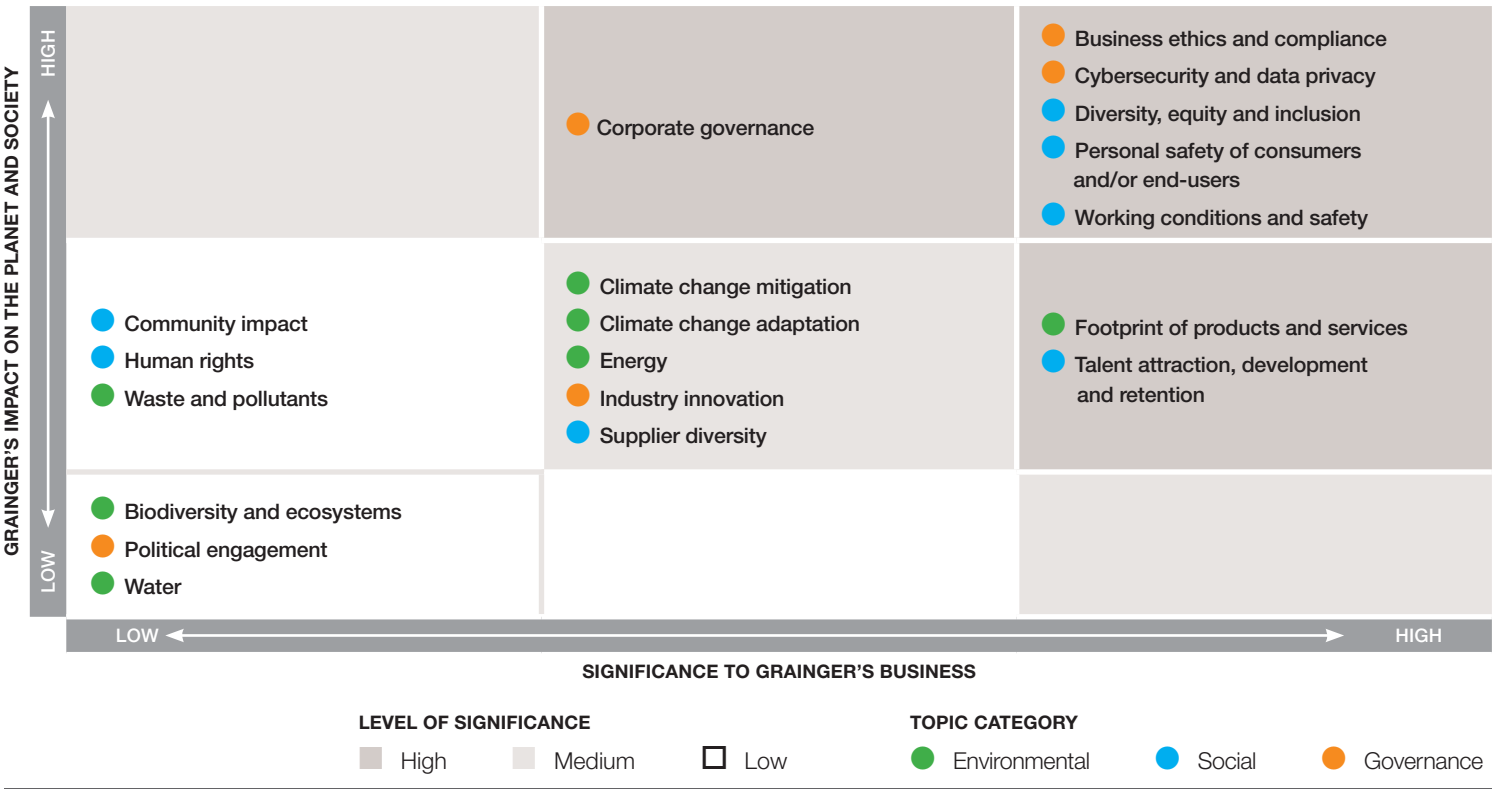 GRAINGER'S IMPACT ON THE PLANET AND SOCIETY
HIGH
LOW
Corporate governance
Business ethics and compliance
Cybersecurity and data privacy
Diversity, equity and inclusion
Personal safety of consumers
and/or end-users
Working conditions and safety
Community impact
Human rights
Waste and pollutants
Climate change mitigation
Climate change adaptation
Energy
Industry innovation
Supplier diversity
Footprint of products and services
Talent attraction, development
and retention
Biodiversity and ecosystems
Political engagement
Water
LOW
HIGH
SIGNIFICANCE TO GRAINGER'S BUSINESS
LEVEL OF SIGNIFICANCE
High
Medium
Low
TOPIC CATEGORY
Environmental
Social
Governance